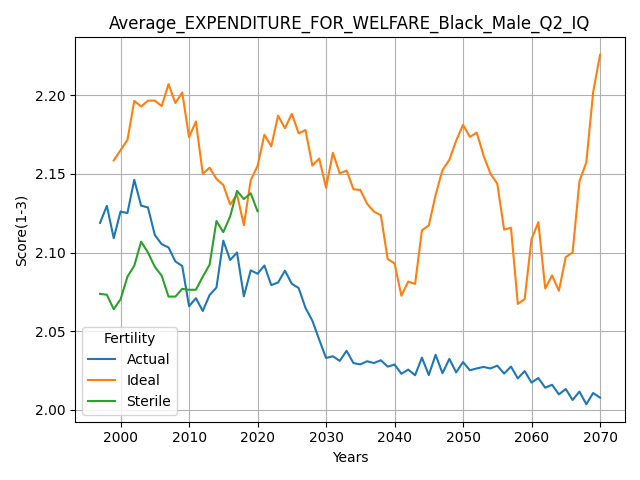 Average_EXPENDITURE_FOR_WELFARE_Black_Male_Q2_IQ
Score(1-3)
2.20
2.15
2.10
2.05
2.00
Fertility
Actual
Ideal
Sterile
2000 2010 2020 2030 2040 2050 2060 2070
Years